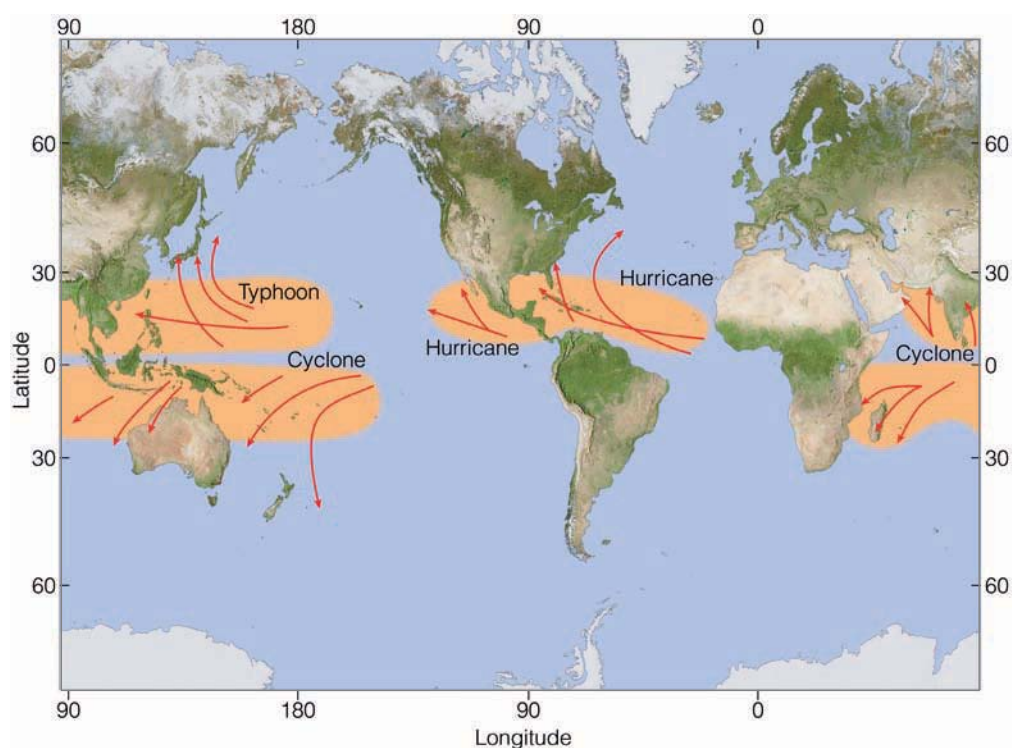 90 180 90 0
60 60
30 30
Hurricane
Typhoon
Hurricane Cyclone
Cyclone
0 0
Latitude
30 30
60 60
90 180 90 0
Longitude